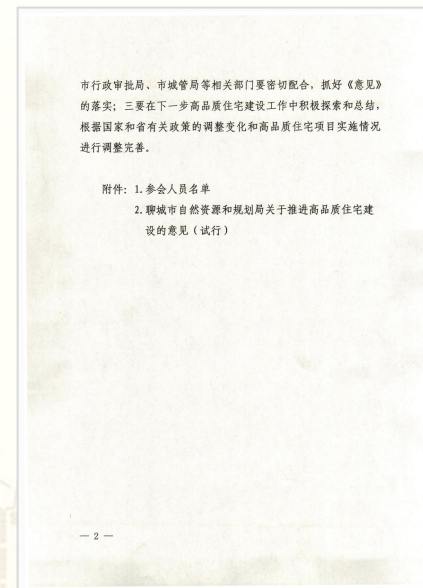 市行政审批局、市城管局等相关部门要密切配合，抓好《意见》
的落实；三要在下一步高品质住宅建设工作中积极探索和总结，
根据国家和省有关政策的调整变化和高品质住宅项目实施情况
进行调整完善。
附件：1.参会人员名单
2.聊城市自然资源和规划局关于推进高品质住宅建
设的意见（试行）
— 2 —